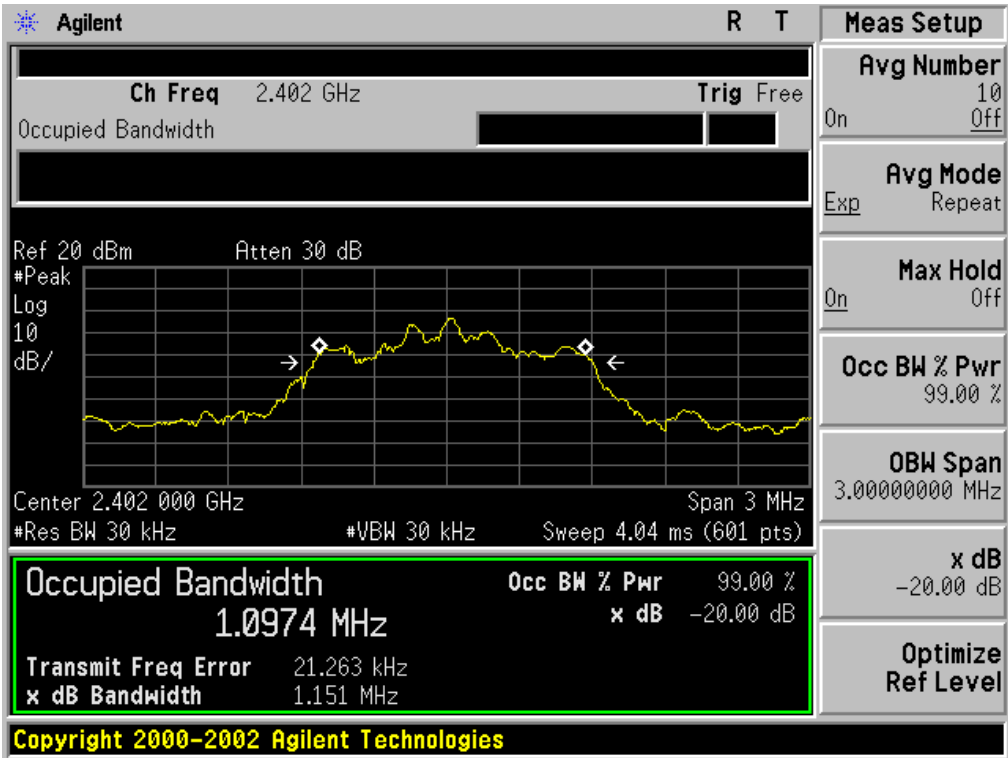 Agilent R T
Ch Freq 2.402 GHz Trig Free
Occupied Bandwidth
Ref 20 dBm Atten 30 dB
#Peak
Log
10
dB/
Center 2.402 000 GHz Span 3 MHz
#Res BW 30 kHz #VBW 30 kHz Sweep 4.04 ms (601 pts)
Occupied Bandwidth Occ BW % Pwr 99.00 %
1.0974 MHz x dB -20.00 dB
Transmit Freq Error 21.263 kHz
x dB Bandwidth 1.151 MHz
Copyright 2000-2002 Agilent Technologies
Meas Setup
Avg Number
10
On Off
Avg Mode
Exp Repeat
Max Hold
On Off
Occ BW % Pwr
99.00 %
OBW Span
3.00000000 MHz
x dB
-20.00 dB
Optimize
Ref Level